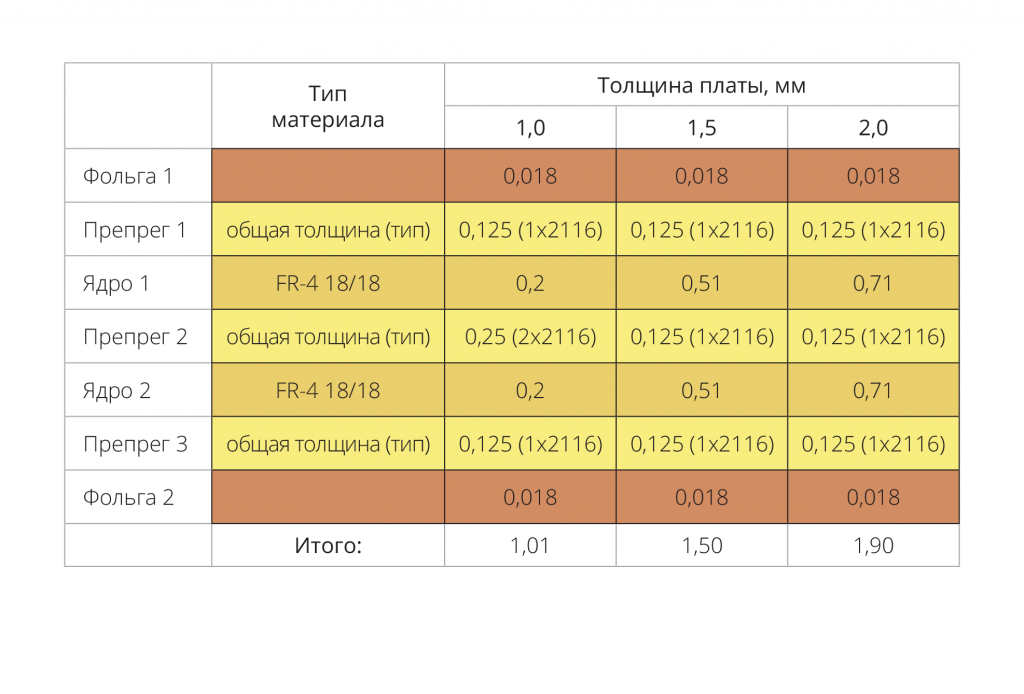 Тип
материала
Толщина платы, мм
1,0 1,5 2,0
Фольга 1 0,018 0,018 0,018
Препрег 1 общая толщина (тип) 0,125 (1x2116) 0,125 (1x2116) 0,125 (1x2116)
Ядро 1 FR-4 18/18 0,2 0,51 0,71
Препрег 2 общая толщина (тип) 0,25 (2x2116) 0,125 (1x2116) 0,125 (1x2116)
Ядро 2 FR-4 18/18 0,2 0,51 0,71
Препрег 3 общая толщина (тип) 0,125 (1x2116) 0,125 (1x2116) 0,125 (1x2116)
Фольга 2 0,018 0,018 0,018
Итого: 1,01 1,50 1,90